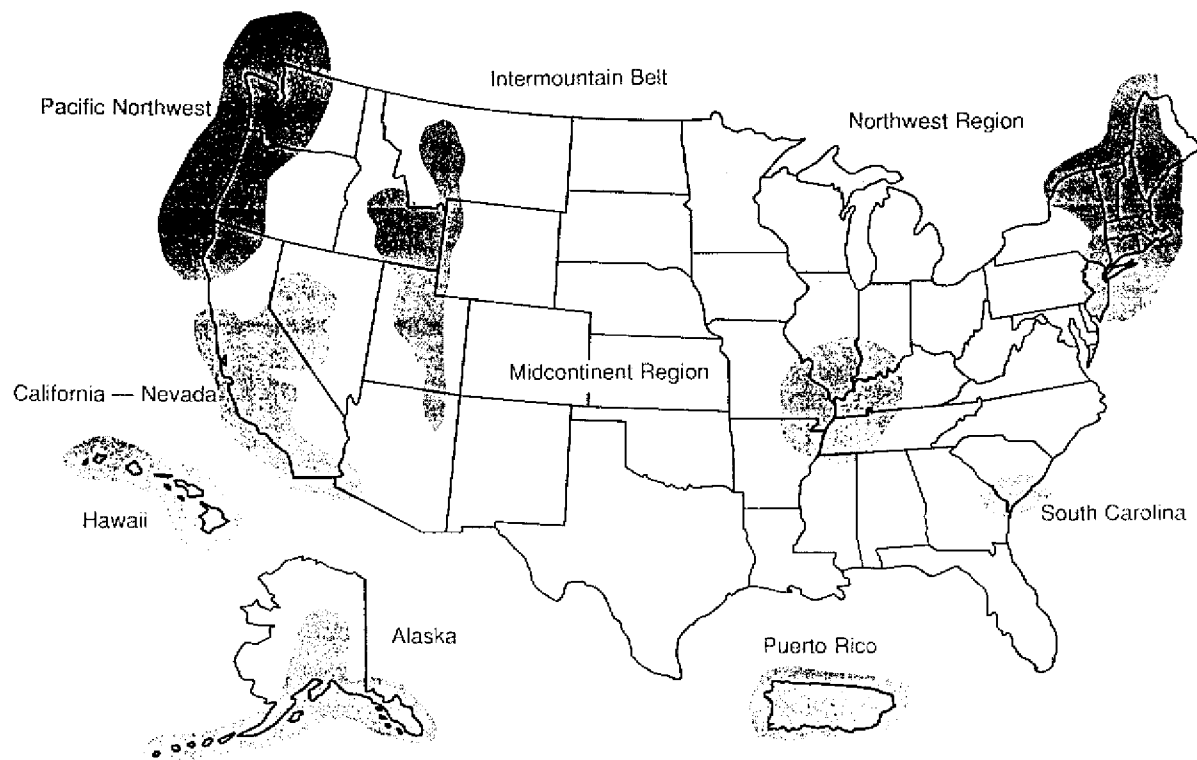 Intermountain Belt
Pacific Northwest
Northwest Region
Midcontinent Region
California — Nevada
Hawaii
South Carolina
Alaska
Puerto Rico